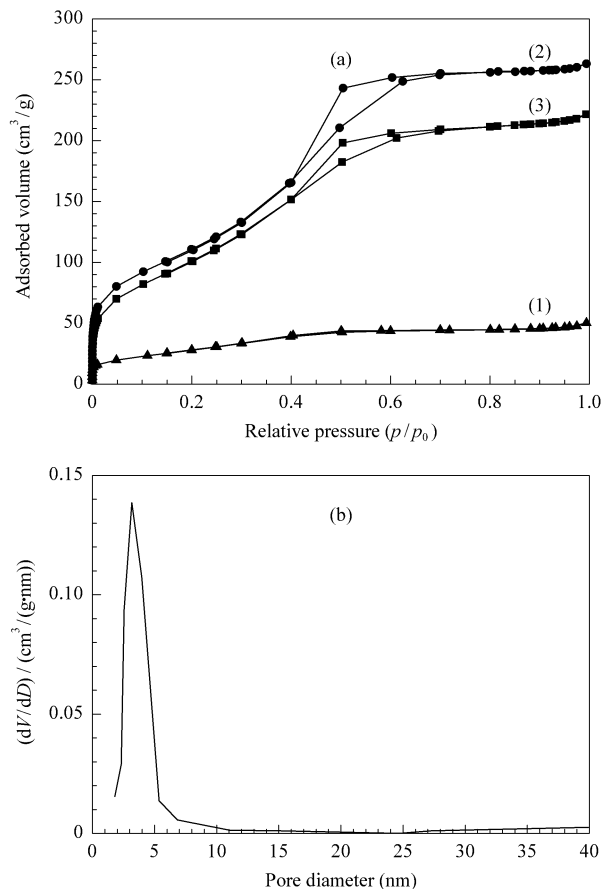 300
250
200
150
100
50
0
Adsorbed volume (cm³/g)
(a)
(2)
(3)
(1)
0 0.2 0.4 0.6 0.8 1.0
Relative pressure (p/p₀)
0.15
0.10
0.05
0
(dV/dD) / (cm³/(g·nm))
(b)
0 5 10 15 20 25 30 35 40
Pore diameter (nm)